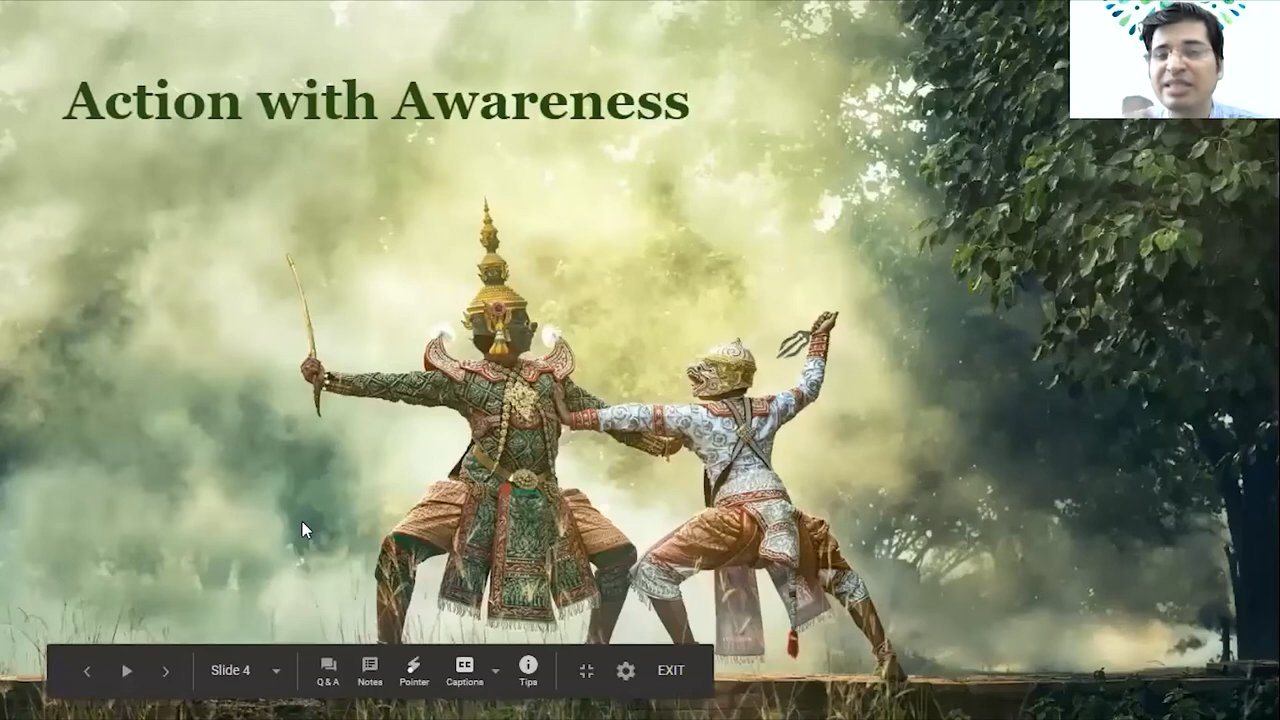 Action with Awareness
Slide 4
Q & A
Notes
Pointer
Captions
Tips
EXIT